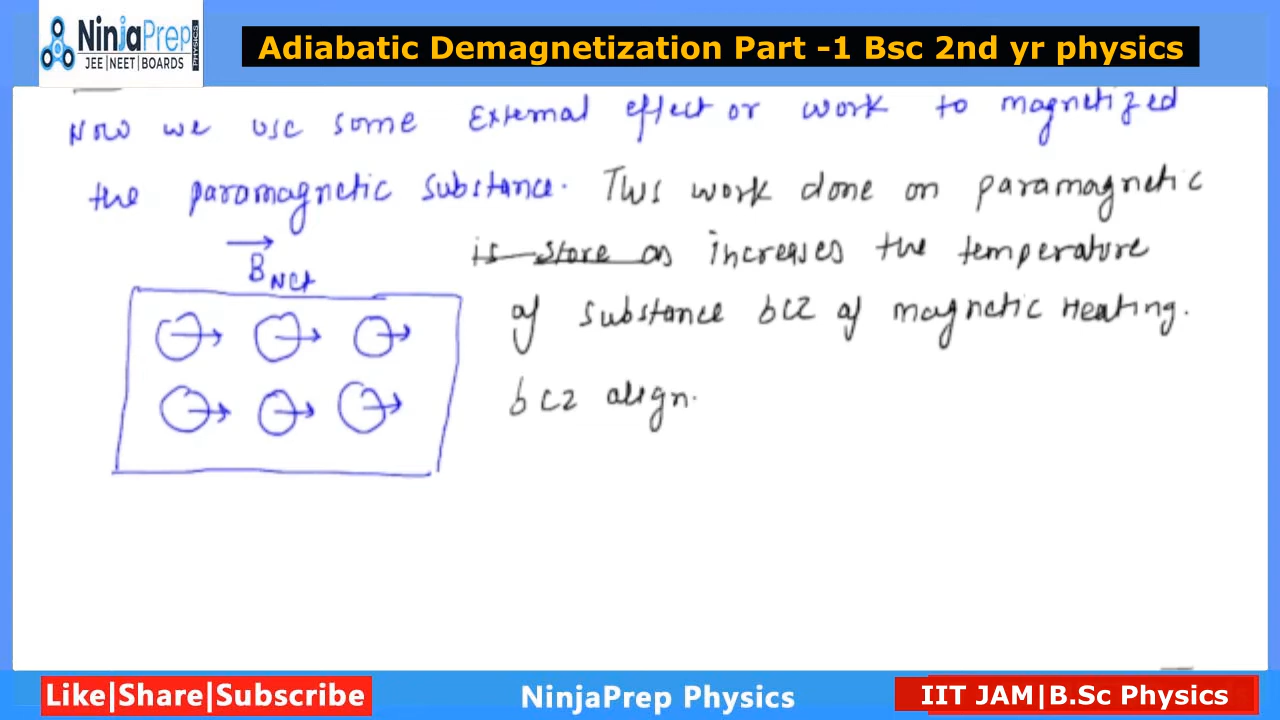 NinjaPrep
PHYSICS
JEE|NEET|BOARDS
Adiabatic Demagnetization Part -1 Bsc 2nd yr physics
Now we use some External effect or work to magnetized
the paramagnetic substance. This work done on paramagnetic
is store as increases the temperature
B Net
of substance bcz of magnetic Heating.
bcz align.
Like|Share|Subscribe
NinjaPrep Physics
IIT JAM|B.Sc Physics